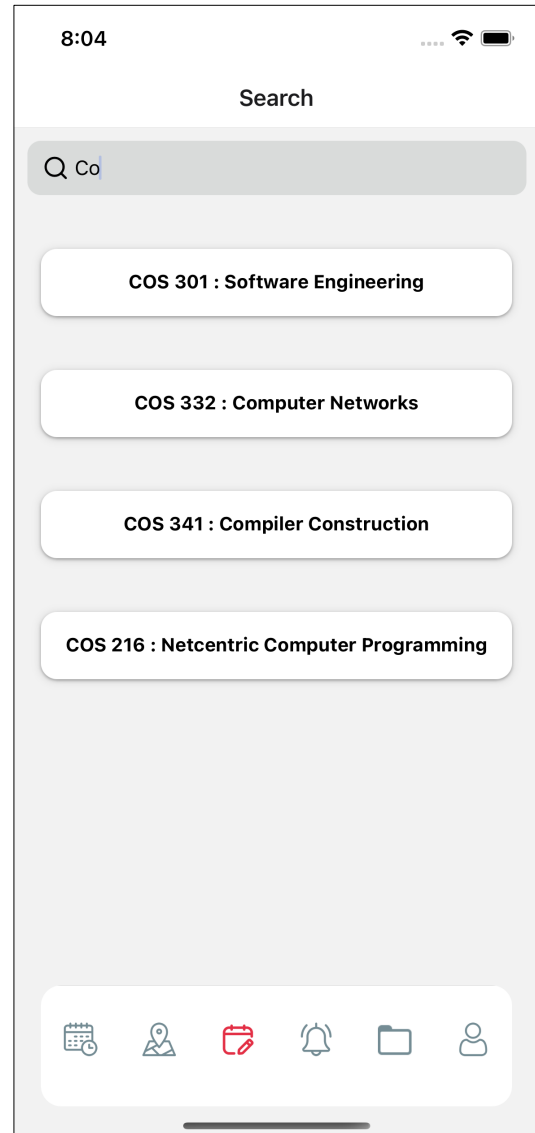 8:04
Search
Co
COS 301 : Software Engineering
COS 332 : Computer Networks
COS 341 : Compiler Construction
COS 216 : Netcentric Computer Programming